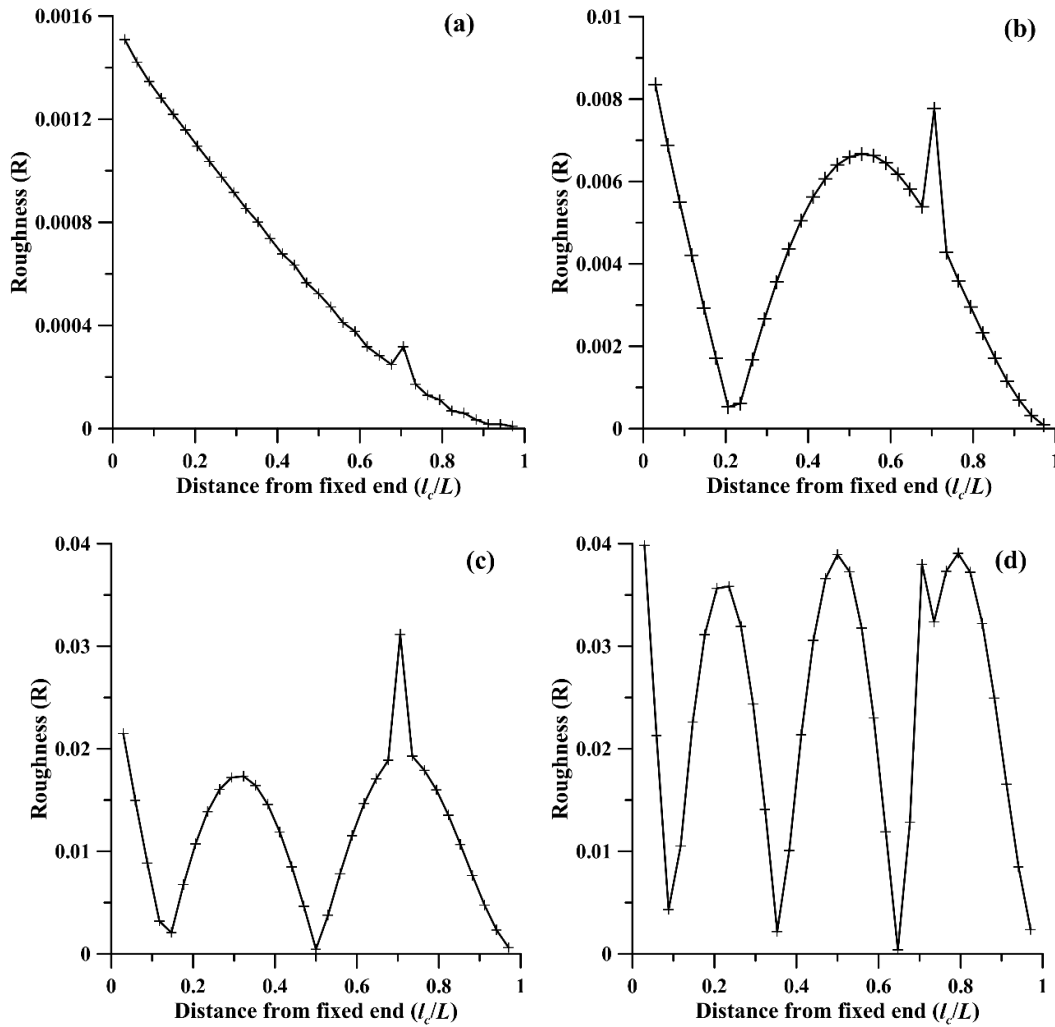 (a)
Roughness (R)
0.0016
0.0012
0.0008
0.0004
0
0 0.2 0.4 0.6 0.8 1
Distance from fixed end (lc/L)
(b)
Roughness (R)
0.01
0.008
0.006
0.004
0.002
0
0 0.2 0.4 0.6 0.8 1
Distance from fixed end (lc/L)
(c)
Roughness (R)
0.04
0.03
0.02
0.01
0
0 0.2 0.4 0.6 0.8 1
Distance from fixed end (lc/L)
(d)
Roughness (R)
0.04
0.03
0.02
0.01
0
0 0.2 0.4 0.6 0.8 1
Distance from fixed end (lc/L)